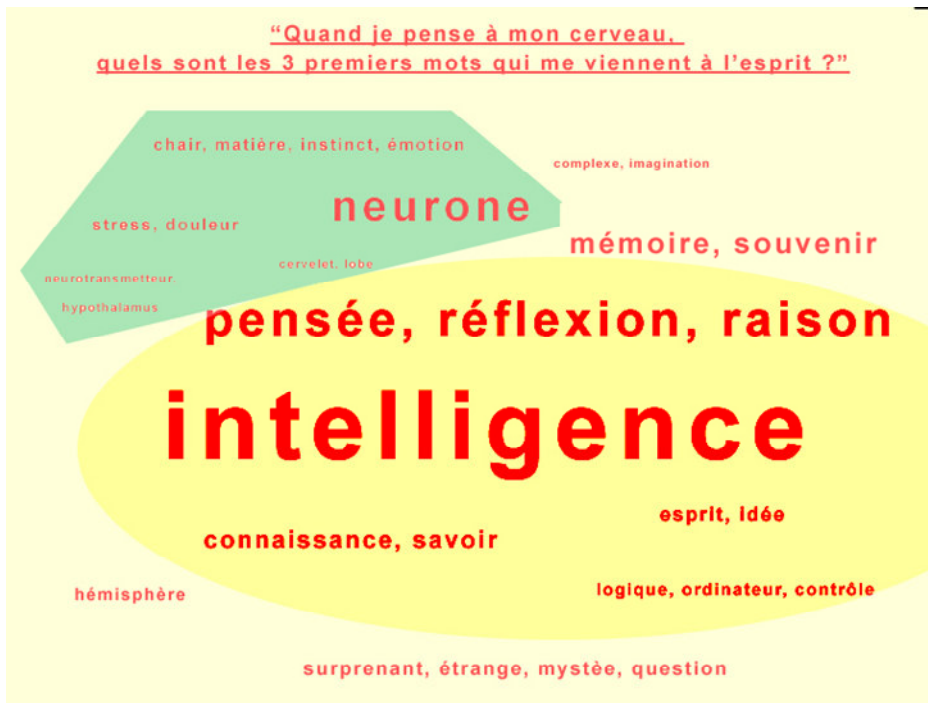 “Quand je pense à mon cerveau,
quels sont les 3 premiers mots qui me viennent à l’esprit ?”
chair, matière, instinct, émotion
complexe, imagination
neurone
stress, douleur
mémoire, souvenir
cervelet, lobe
neurotransmetteur,
hypothalamus
pensée, réflexion, raison
intelligence
esprit, idée
connaissance, savoir
hémisphère
logique, ordinateur, contrôle
surprenant, étrange, mystèe, question